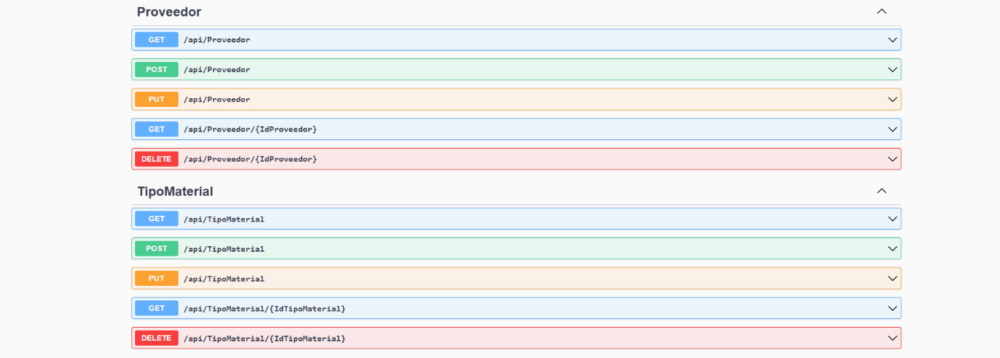 Proveedor
GET /api/Proveedor
POST /api/Proveedor
PUT /api/Proveedor
GET /api/Proveedor/{IdProveedor}
DELETE /api/Proveedor/{IdProveedor}
TipoMaterial
GET /api/TipoMaterial
POST /api/TipoMaterial
PUT /api/TipoMaterial
GET /api/TipoMaterial/{IdTipoMaterial}
DELETE /api/TipoMaterial/{IdTipoMaterial}